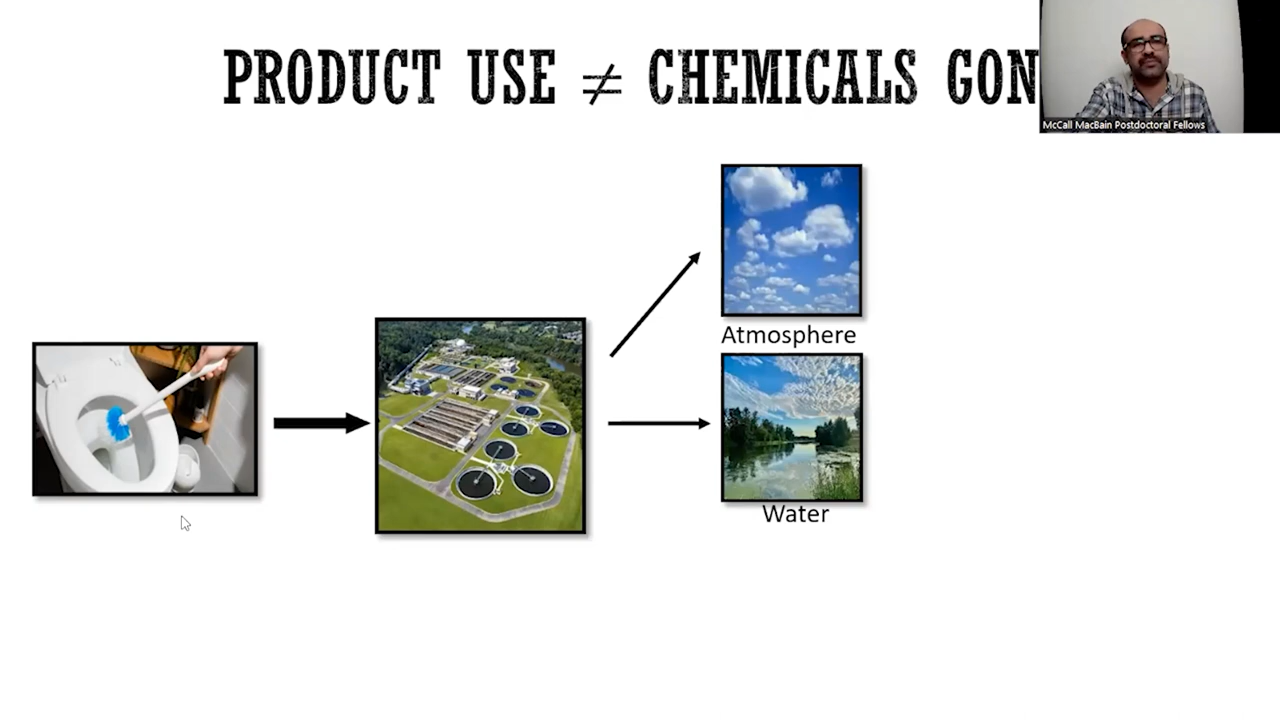 PRODUCT USE ≠ CHEMICALS GON
McCall MacBain Postdoctoral Fellows
Atmosphere
Water